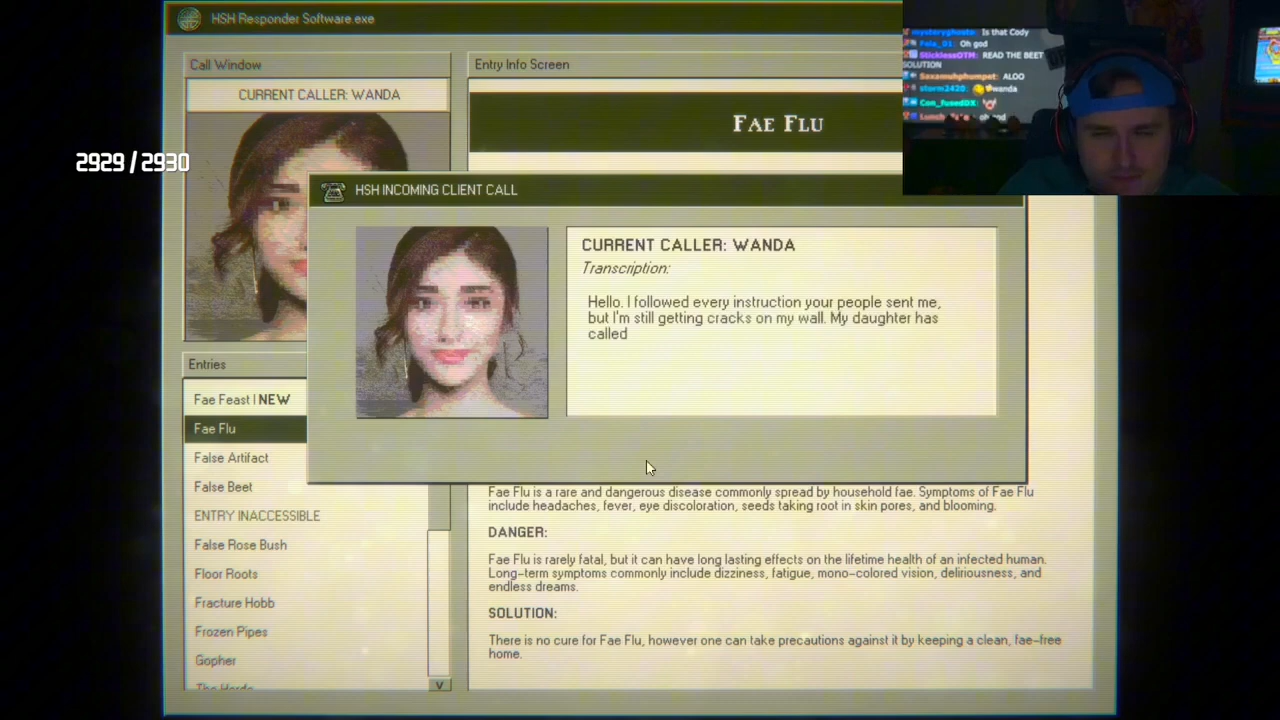 HSH Responder Software.exe
Call Window
CURRENT CALLER: WANDA
Entry Info Screen
FAE FLU
2929 / 2930
mysteryghosts: Is that Cody
Fela_01: Oh god
SticklessOTM: READ THE BEET
SOLUTION
Saxamuhphumpet: ALOO
storm2420: wanda
Con_fusedDX:
HSH INCOMING CLIENT CALL
CURRENT CALLER: WANDA
Transcription:
Hello. I followed every instruction your people sent me,
but I'm still getting cracks on my wall. My daughter has
called
Entries
Fae Feast | NEW
Fae Flu
False Artifact
False Beet
ENTRY INACCESSIBLE
False Rose Bush
Floor Roots
Fracture Hobb
Frozen Pipes
Gopher
V
Fae Flu is a rare and dangerous disease commonly spread by household fae. Symptoms of Fae Flu
include headaches, fever, eye discoloration, seeds taking root in skin pores, and blooming.
DANGER:
Fae Flu is rarely fatal, but it can have long lasting effects on the lifetime health of an infected human.
Long-term symptoms commonly include dizziness, fatigue, mono-colored vision, deliriousness, and
endless dreams.
SOLUTION:
There is no cure for Fae Flu, however one can take precautions against it by keeping a clean, fae-free
home.